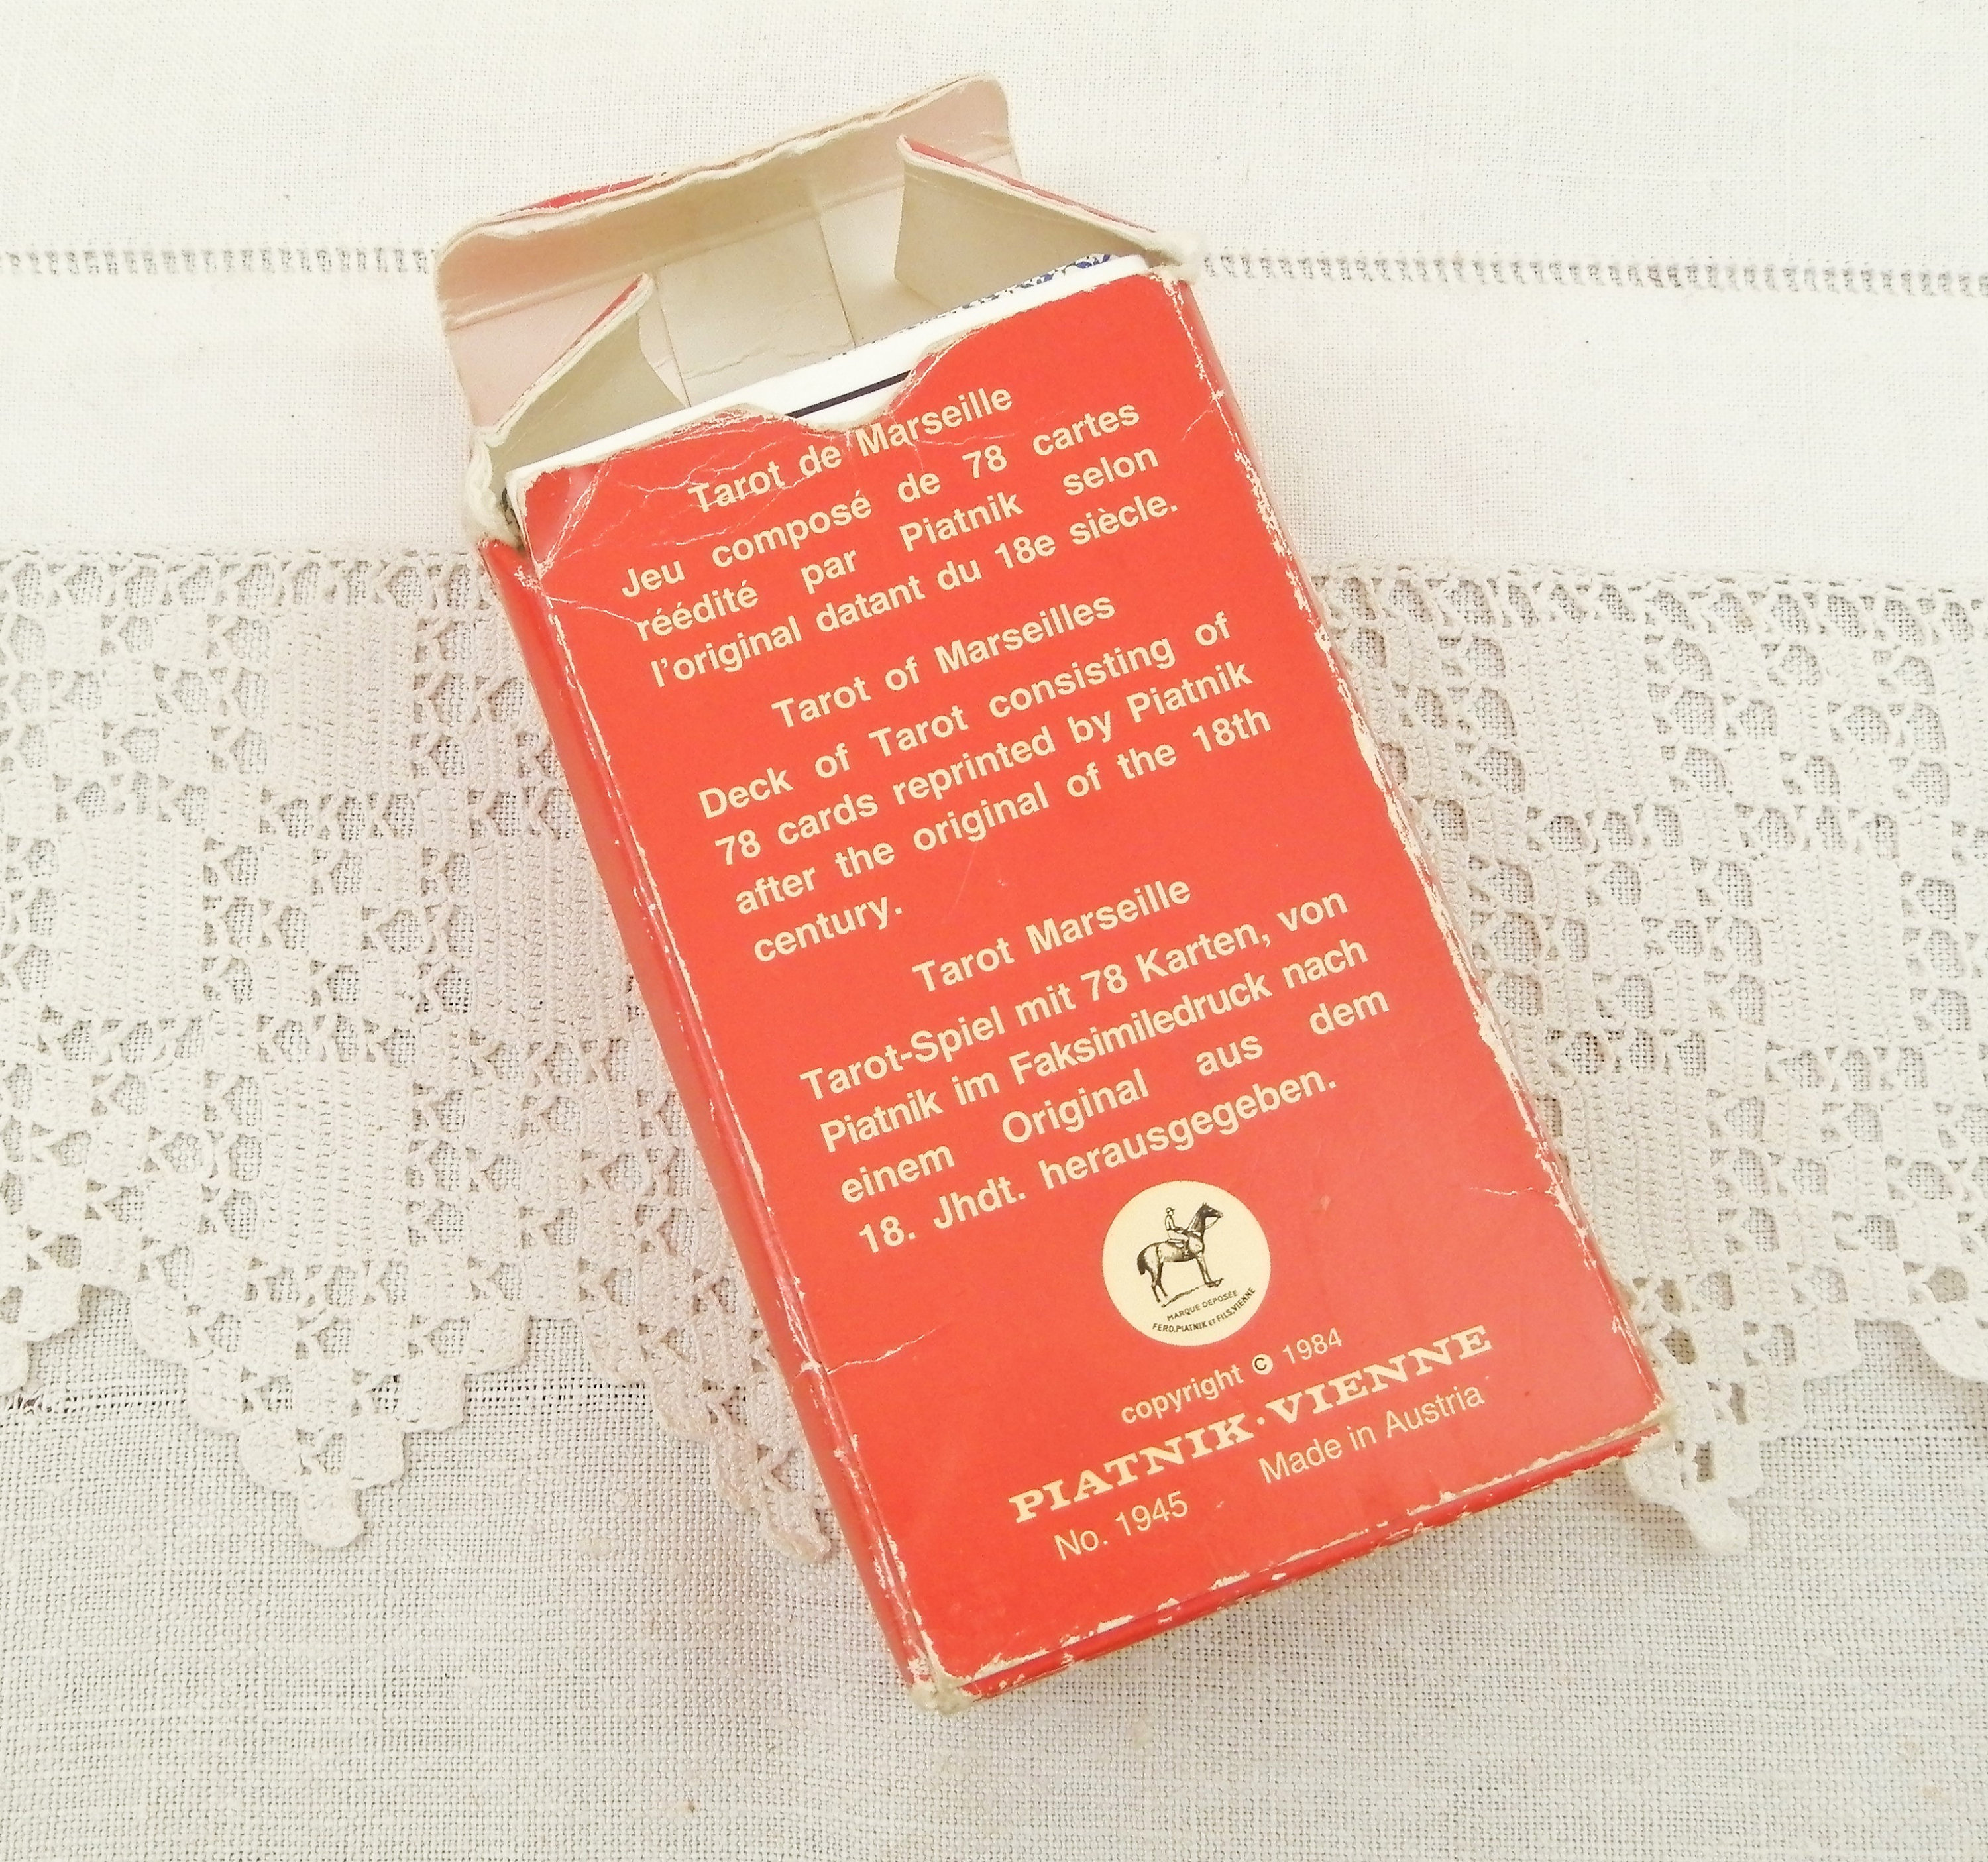 Tarot de Marseille
Jeu composé de 78 cartes
réédité par Piatnik selon
l'original datant du 18e siècle.
Tarot of Marseilles
Deck of Tarot consisting of
78 cards reprinted by Piatnik
after the original of the 18th
century.
Tarot Marseille
Tarot-Spiel mit 78 Karten, von
Piatnik im Faksimiledruck nach
einem Original aus dem
18. Jhdt. herausgegeben.
MARQUE DEPOSÉE
FERD. PIATNIK ET FILS, VIENNE
copyright © 1984
PIATNIK·VIENNE
No. 1945 Made in Austria